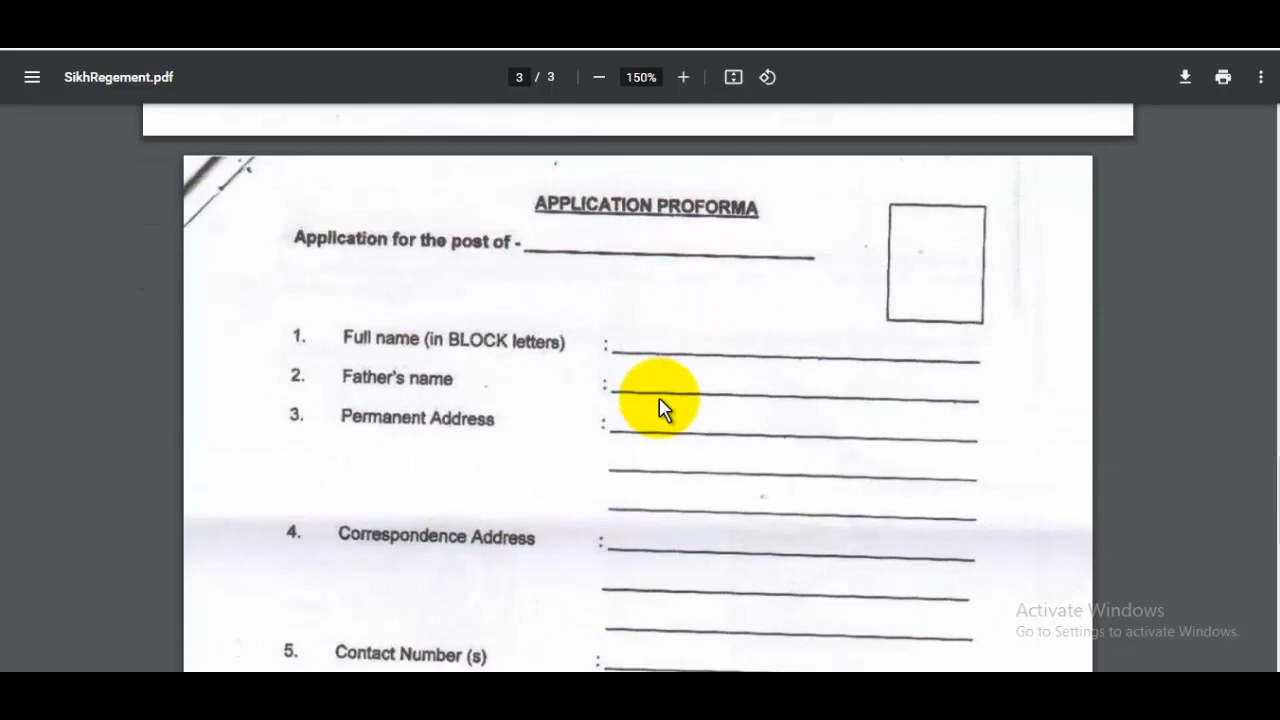 SikhRegement.pdf
3 / 3
150%
APPLICATION PROFORMA
Application for the post of -
1. Full name (in BLOCK letters) :
2. Father's name :
3. Permanent Address :
4. Correspondence Address :
5. Contact Number (s) :
Activate Windows
Go to Settings to activate Windows.